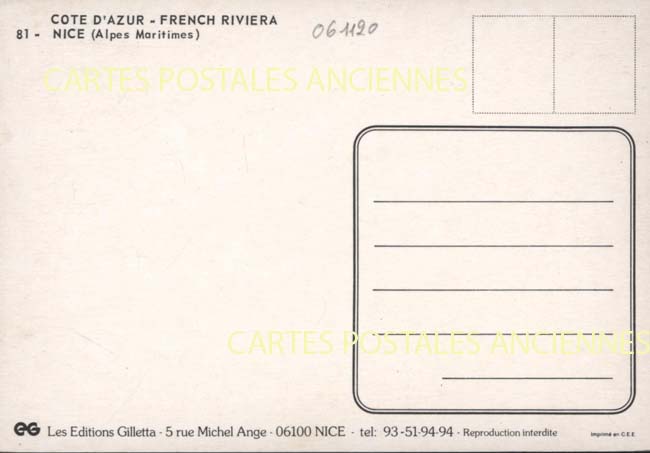 COTE D'AZUR - FRENCH RIVIERA
81 - NICE (Alpes Maritimes)
061120
CARTES POSTALES ANCIENNES
CARTES POSTALES ANCIENNES
eG Les Editions Gilletta - 5 rue Michel Ange - 06100 NICE - tel: 93-51-94-94 - Reproduction interdite
Imprimé en C.E.E.